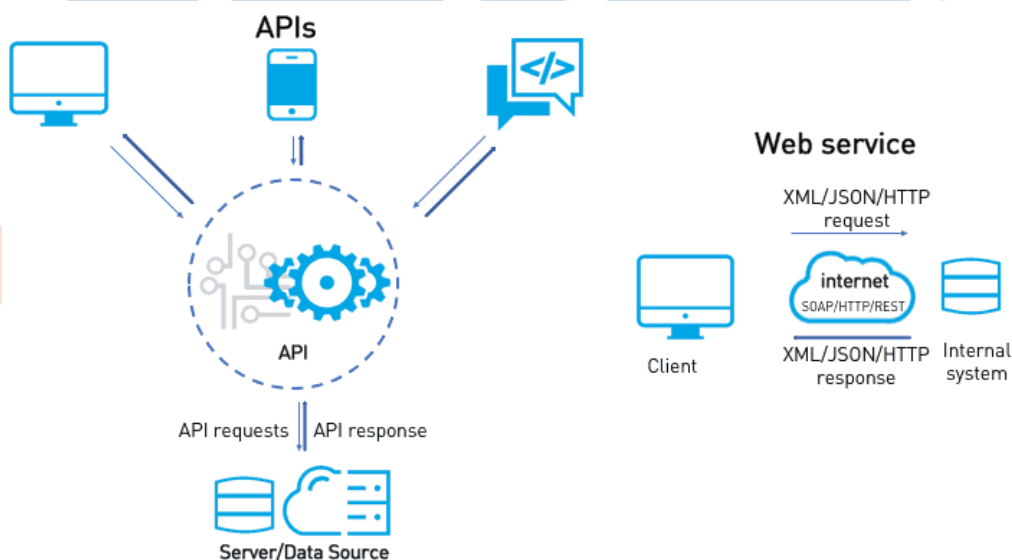 APIs
</>
API
API requests
API response
Server/Data Source
Web service
XML/JSON/HTTP
request
internet
SOAP/HTTP/REST
XML/JSON/HTTP
response
Client
Internal
system